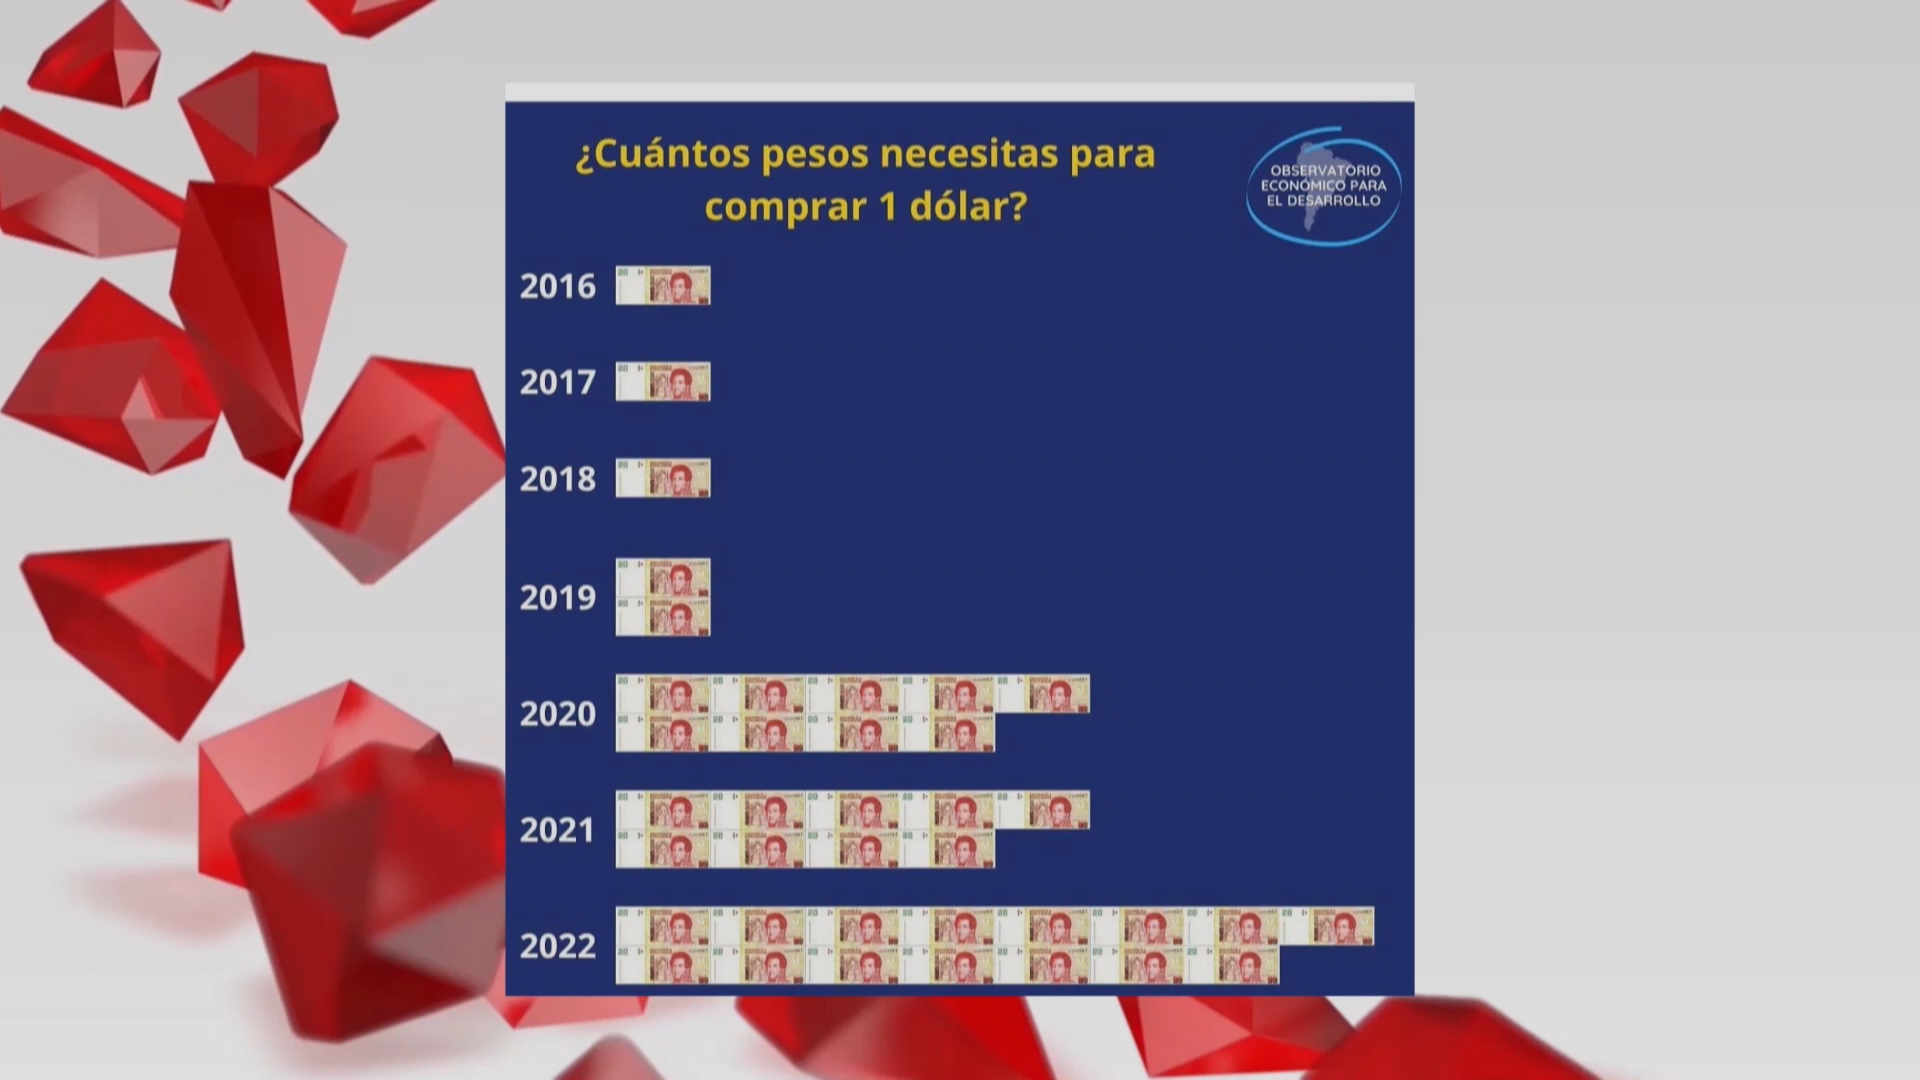 ¿Cuántos pesos necesitas para
comprar 1 dólar?
OBSERVATORIO
ECONÓMICO PARA
EL DESARROLLO
2016
2017
2018
2019
2020
2021
2022